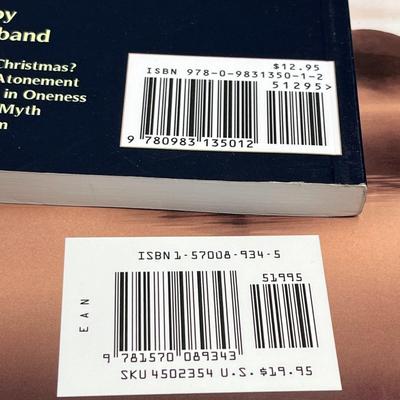 by
band
Christmas?
Atonement
in Oneness
Myth
m
$12.95
ISBN 978-0-9831350-1-2
51295>
9 780983 135012
ISBN 1-57008-934-5
51995
EAN
9 781570 089343
SKU 4502354 U.S. $19.95